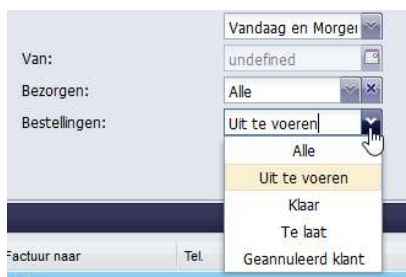 Vandaag en Morgen
Van: undefined
Bezorgen: Alle
Bestellingen: Uit te voeren
Alle
Uit te voeren
Klaar
Te laat
Factuur naar Tel. Geannuleerd klant